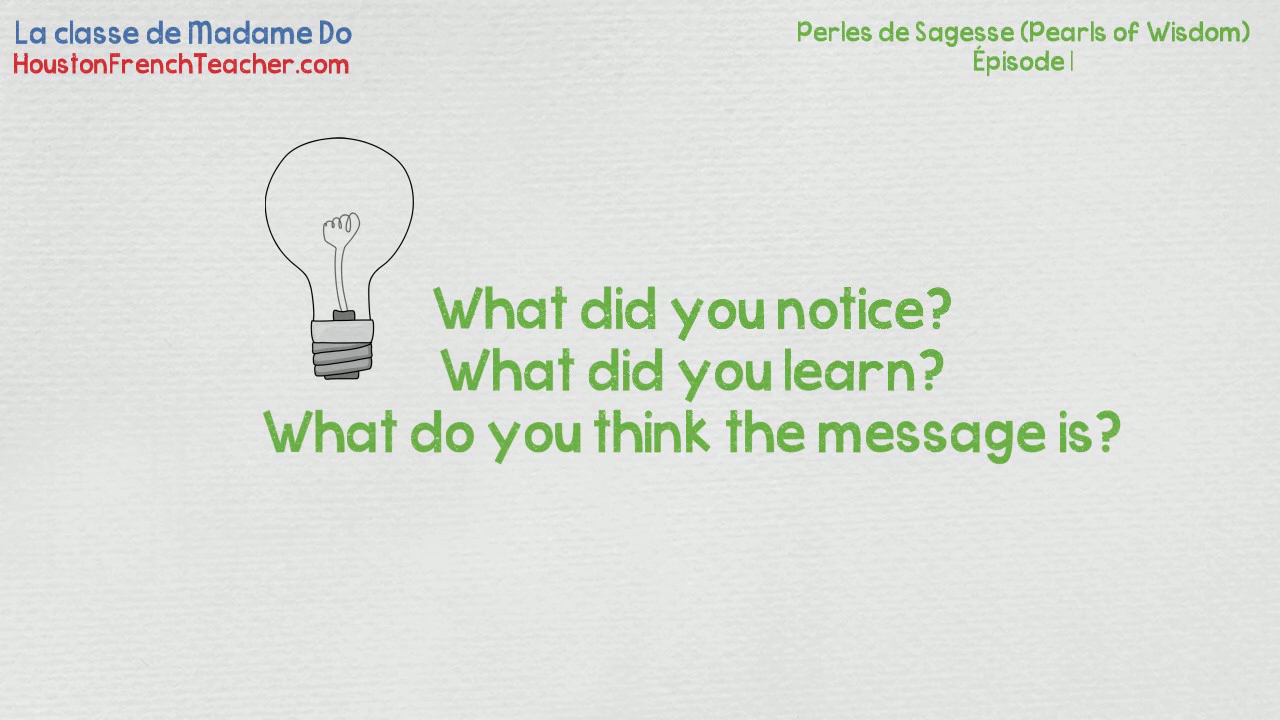 La classe de Madame Do
HoustonFrenchTeacher.com
Perles de Sagesse (Pearls of Wisdom)
Épisode 1
What did you notice?
What did you learn?
What do you think the message is?